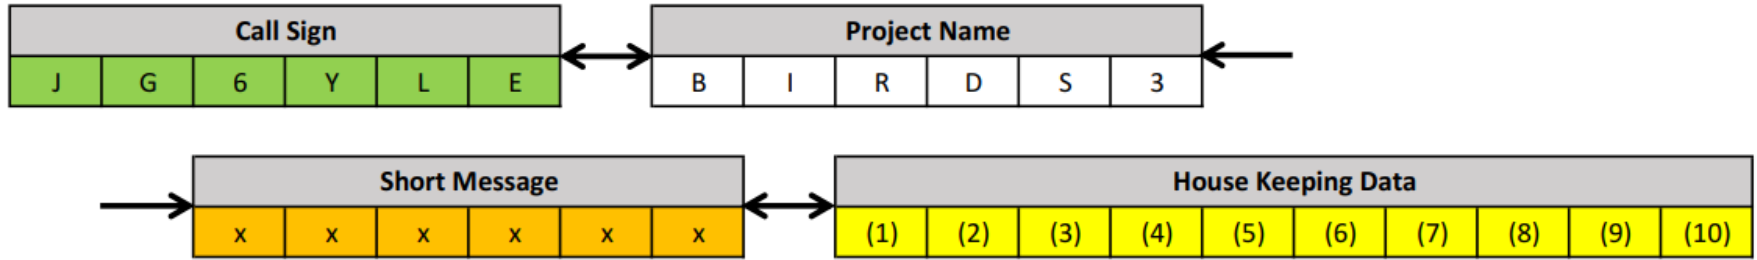 Call Sign
J G 6 Y L E
Project Name
B I R D S 3
Short Message
x x x x x x
House Keeping Data
(1) (2) (3) (4) (5) (6) (7) (8) (9) (10)